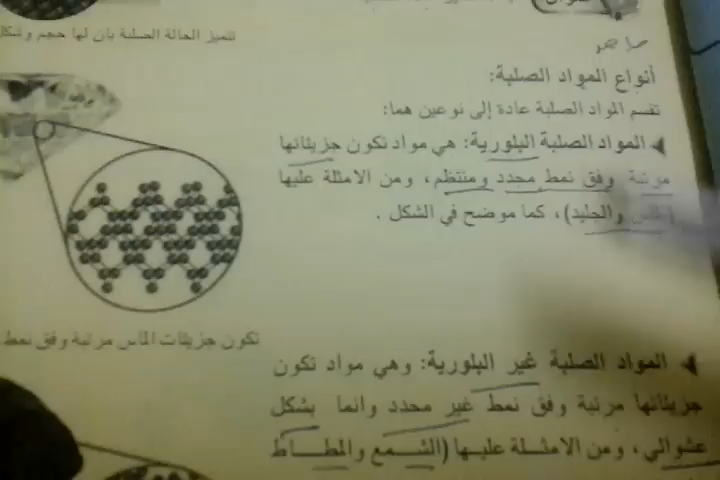 تتميز الحالة الصلبة بان لها حجم وشكل
أنواع المواد الصلبة:
تقسم المواد الصلبة عادة إلى نوعين هما:
المواد الصلبة البلورية: هي مواد تكون جزيئاتها
مرتبة وفق نمط محدد ومنتظم، ومن الامثلة عليها
(الماس والجليد)، كما موضح في الشكل .
تكون جزيئات الماس مرتبة وفق نمط
المواد الصلبة غير البلورية: وهي مواد تكون
جزيئاتها مرتبة وفق نمط غير محدد وانما بشكل
عشوائي، ومن الامثلة عليها (الشمع والمطاط